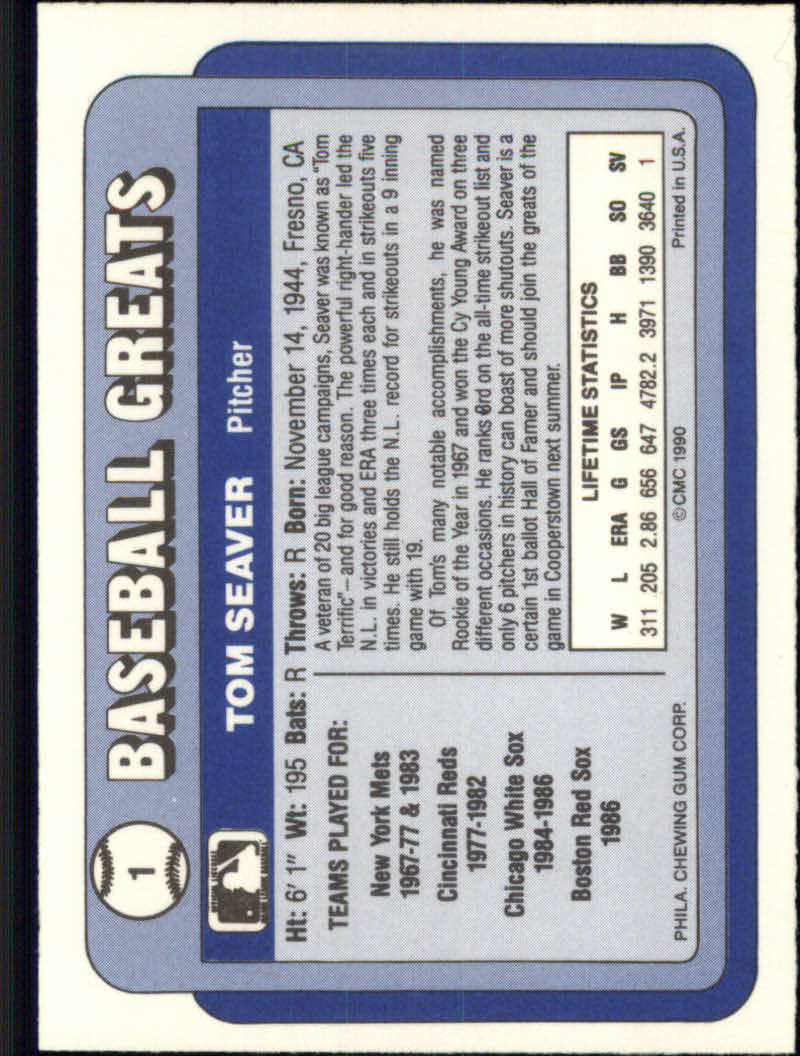 1
BASEBALL GREATS
TOM SEAVER Pitcher
Ht: 6' 1" Wt: 195 Bats: R Throws: R Born: November 14, 1944, Fresno, CA
TEAMS PLAYED FOR:
New York Mets
1967-77 & 1983
Cincinnati Reds
1977-1982
Chicago White Sox
1984-1986
Boston Red Sox
1986
A veteran of 20 big league campaigns, Seaver was known as "Tom
Terrific"—and for good reason. The powerful right-hander led the
N.L. in victories and ERA three times each and in strikeouts five
times. He still holds the N.L. record for strikeouts in a 9 inning
game with 19.
Of Tom's many notable accomplishments, he was named
Rookie of the Year in 1967 and won the Cy Young Award on three
different occasions. He ranks 3rd on the all-time strikeout list and
only 6 pitchers in history can boast of more shutouts. Seaver is a
certain 1st ballot Hall of Famer and should join the greats of the
game in Cooperstown next summer.
LIFETIME STATISTICS
W L ERA G GS IP H BB SO SV
311 205 2.86 656 647 4782.2 3971 1390 3640 1
PHILA. CHEWING GUM CORP. © CMC 1990 Printed in U.S.A.